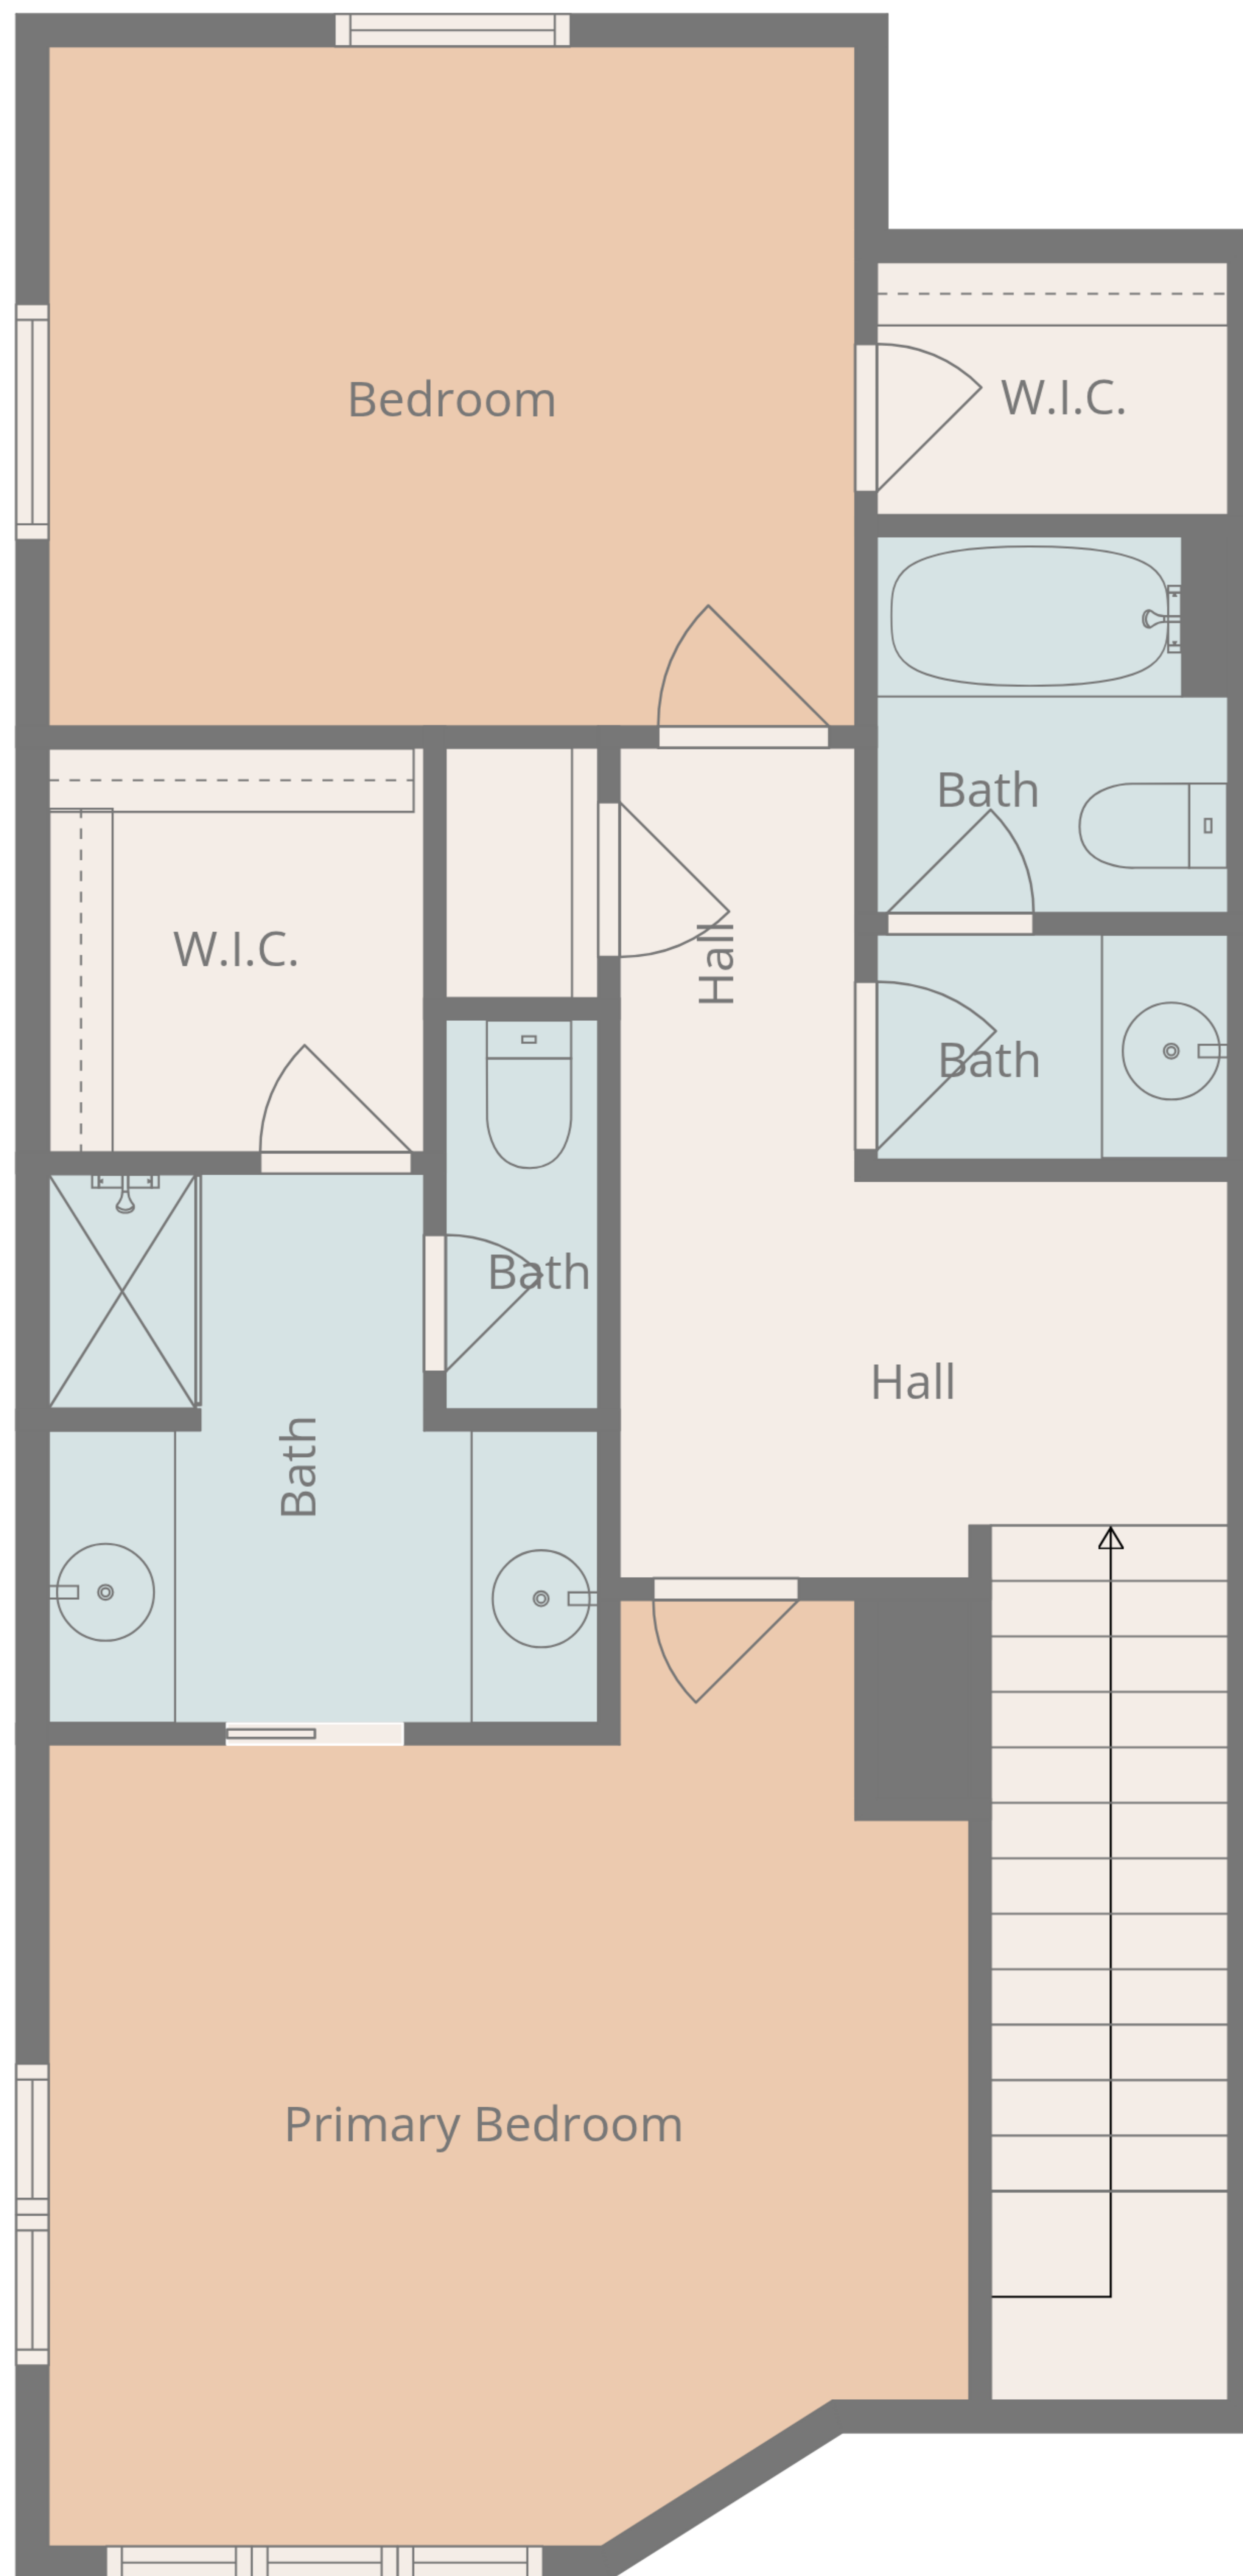 Bedroom
W.I.C.
Bath
W.I.C.
Hall
Bath
Bath
Hall
Bath
Primary Bedroom